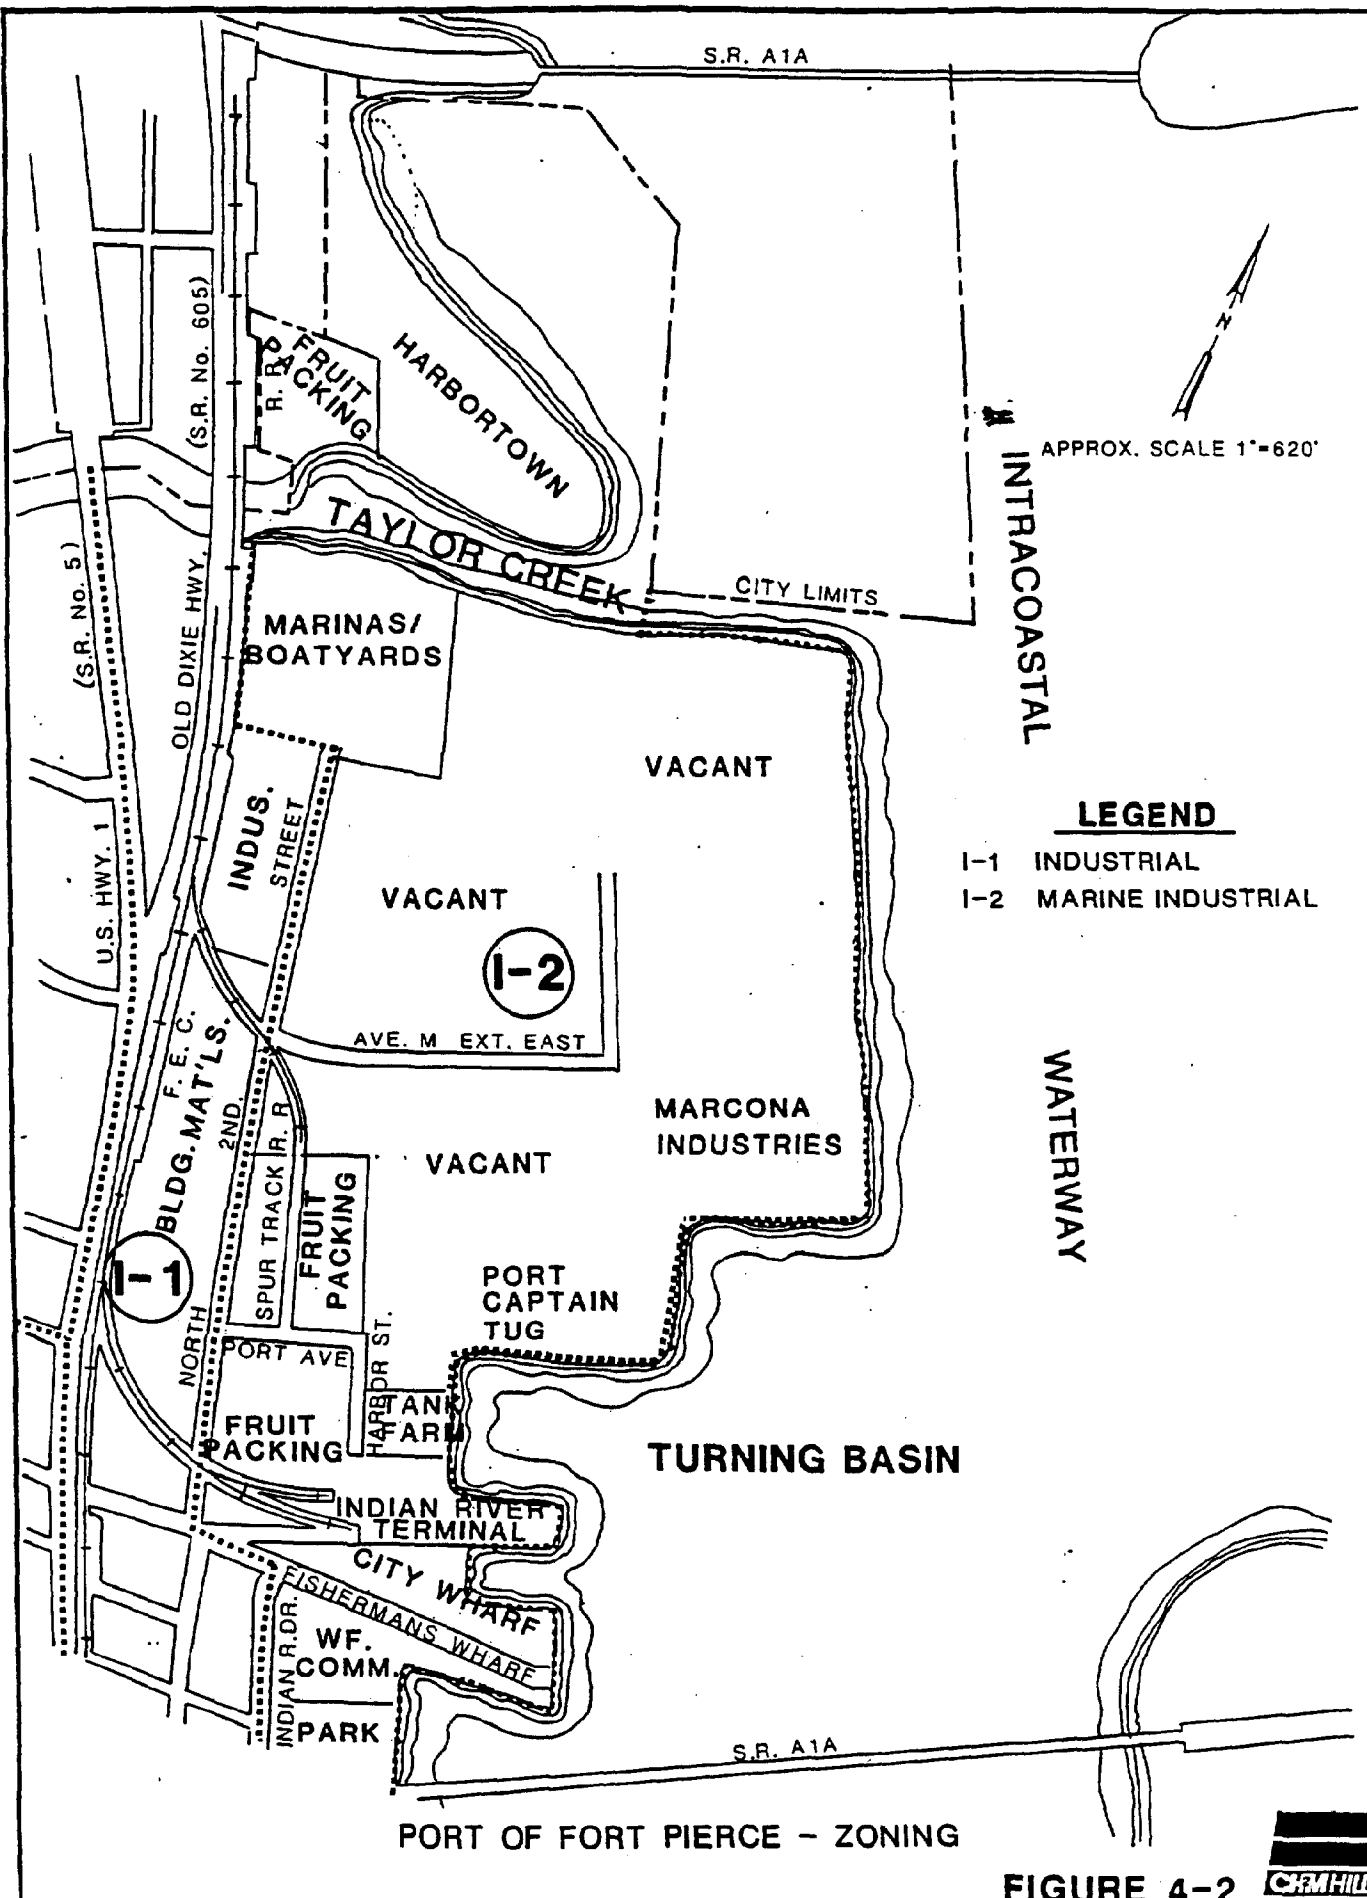 S.R. A1A
(S.R. No. 605)
FRUIT
PACKING
R. R.
HARBORTOWN
N
APPROX. SCALE 1"=620'
INTRACOASTAL
TAYLOR CREEK
CITY LIMITS
(S.R. No. 5)
OLD DIXIE HWY.
MARINAS/
BOATYARDS
VACANT
INDUS.
STREET
U.S. HWY. 1
VACANT
LEGEND
I-1 INDUSTRIAL
I-2 MARINE INDUSTRIAL
I-2
AVE. M EXT. EAST
F. E. C.
BLDG. MAT'LS.
2ND.
MARCONA
INDUSTRIES
WATERWAY
VACANT
SPUR TRACK R. R
FRUIT
PACKING
I-1
NORTH
PORT
CAPTAIN
TUG
PORT AVE
HARBOR ST.
TANK
FARM
FRUIT
PACKING
TURNING BASIN
INDIAN RIVER
TERMINAL
CITY WHARF
FISHERMANS WHARF
INDIAN R.DR.
WF.
COMM.
PARK
S.R. A1A
PORT OF FORT PIERCE - ZONING
FIGURE 4-2